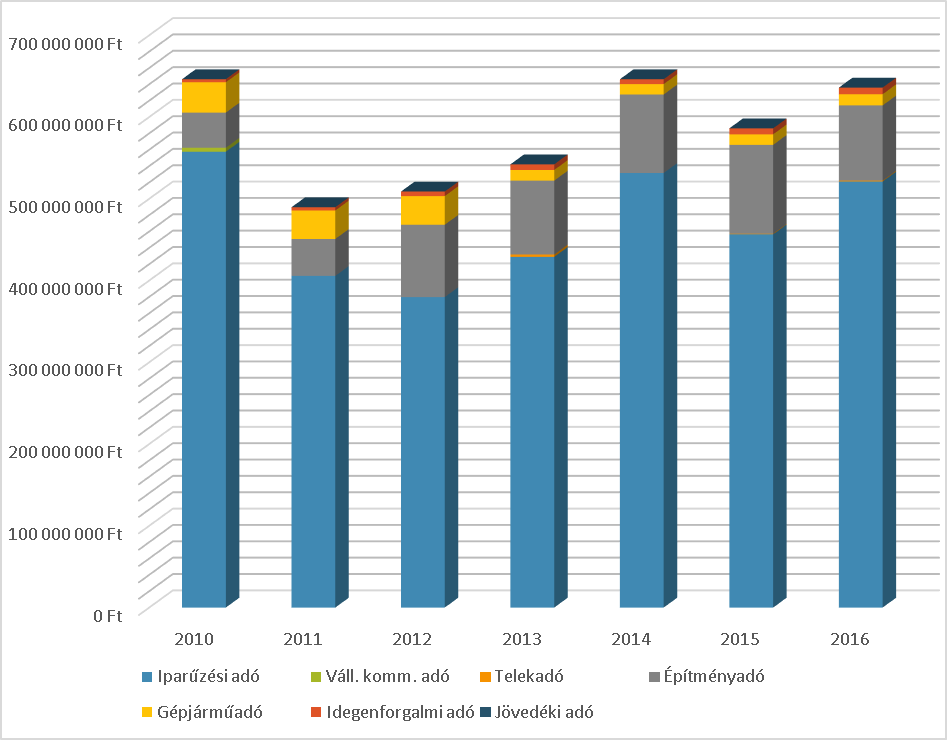 700 000 000 Ft
600 000 000 Ft
500 000 000 Ft
400 000 000 Ft
300 000 000 Ft
200 000 000 Ft
100 000 000 Ft
0 Ft
2010 2011 2012 2013 2014 2015 2016
Iparűzési adó Váll. komm. adó Telekadó Építményadó
Gépjárműadó Idegenforgalmi adó Jövedéki adó